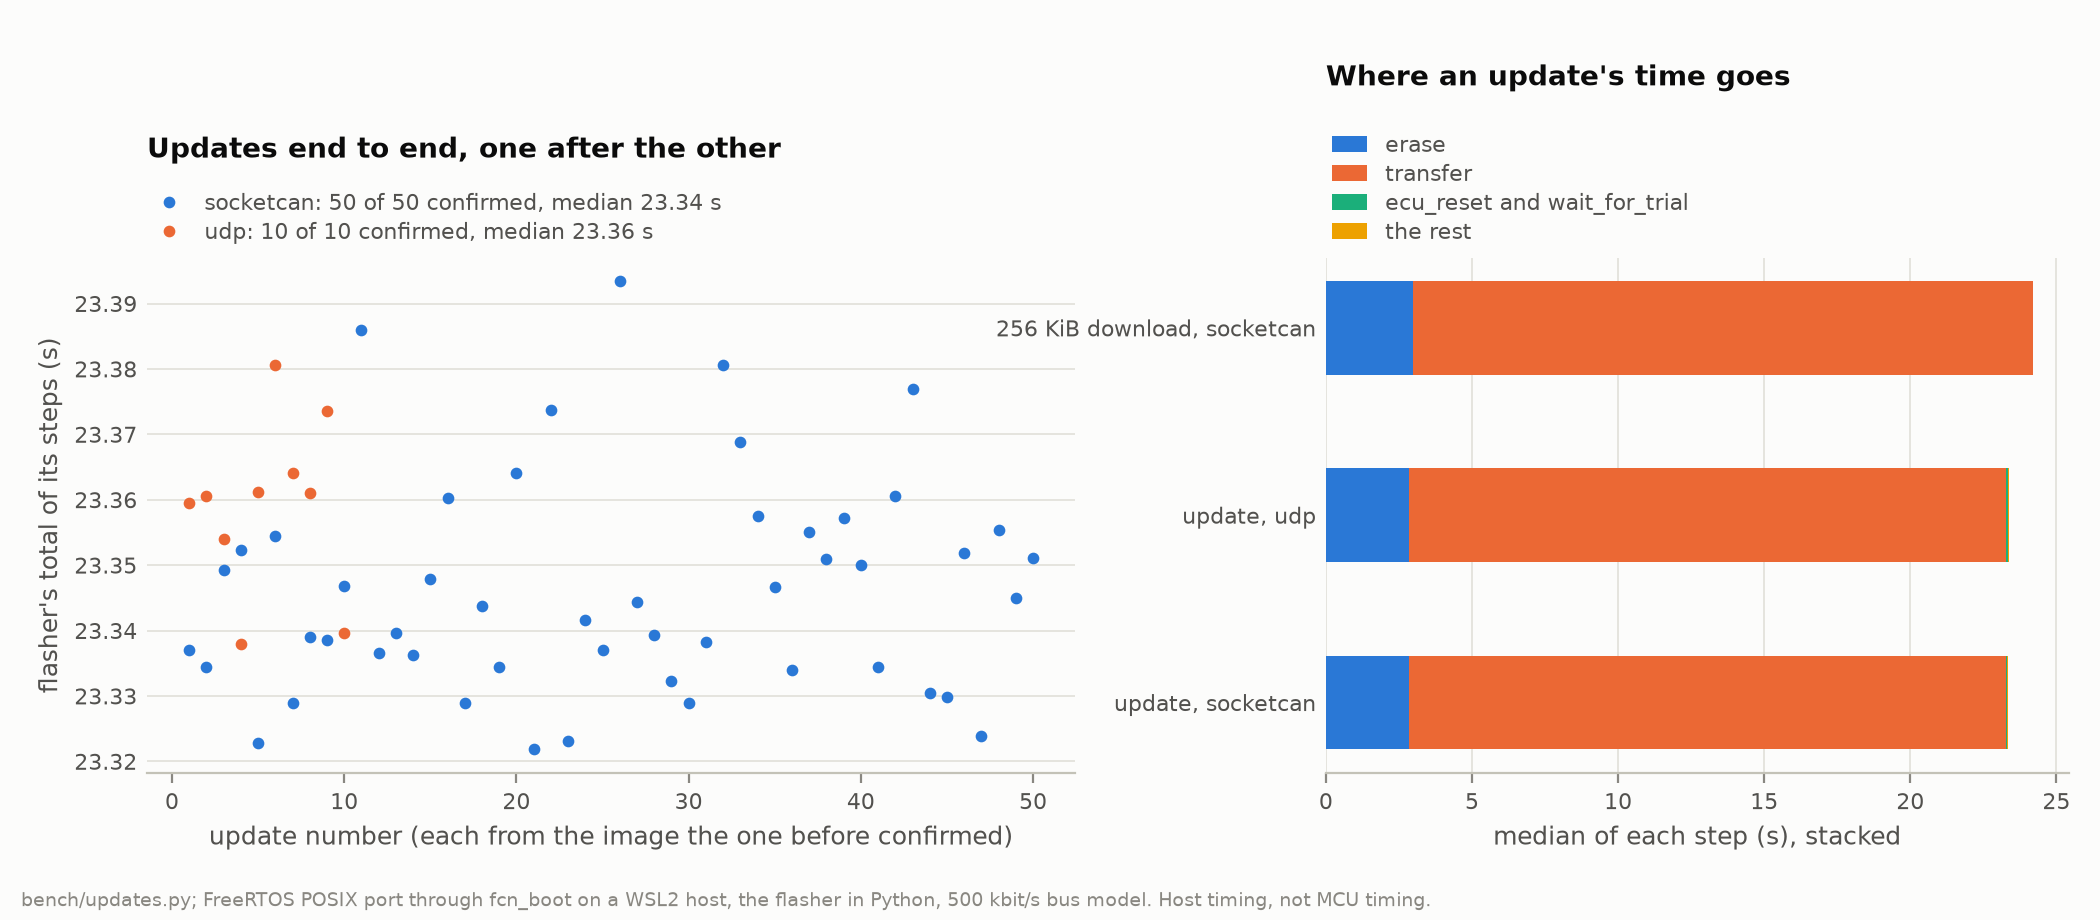 Updates end to end, one after the other
socketcan: 50 of 50 confirmed, median 23.34 s
udp: 10 of 10 confirmed, median 23.36 s
flasher's total of its steps (s)
23.39
23.38
23.37
23.36
23.35
23.34
23.33
23.32
0 10 20 30 40 50
update number (each from the image the one before confirmed)
Where an update's time goes
erase
transfer
ecu_reset and wait_for_trial
the rest
256 KiB download, socketcan
update, udp
update, socketcan
0 5 10 15 20 25
median of each step (s), stacked
bench/updates.py; FreeRTOS POSIX port through fcn_boot on a WSL2 host, the flasher in Python, 500 kbit/s bus model. Host timing, not MCU timing.